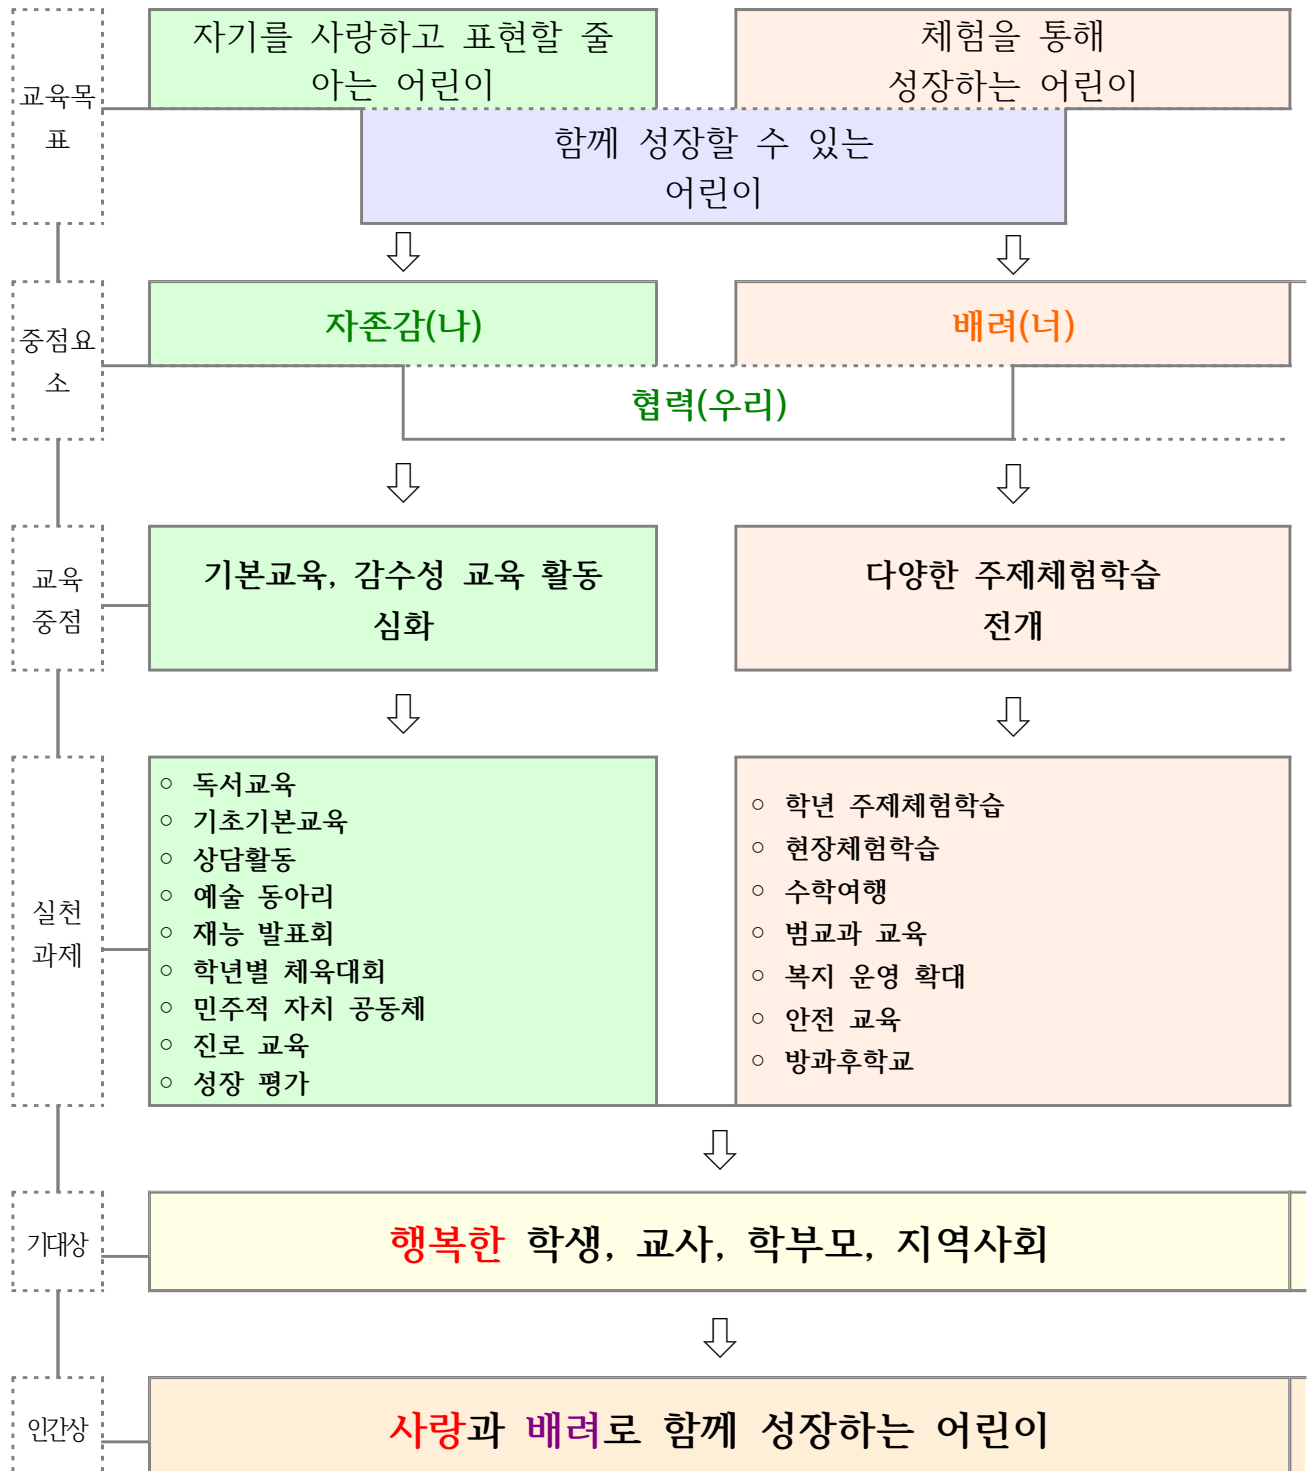 교육목
표
자기를 사랑하고 표현할 줄
아는 어린이
체험을 통해
성장하는 어린이
함께 성장할 수 있는
어린이
중점요
소
자존감(나)
배려(너)
협력(우리)
교육
중점
기본교육, 감수성 교육 활동
심화
다양한 주제체험학습
전개
실천
과제
○ 독서교육
○ 기초기본교육
○ 상담활동
○ 예술 동아리
○ 재능 발표회
○ 학년별 체육대회
○ 민주적 자치 공동체
○ 진로 교육
○ 성장 평가
○ 학년 주제체험학습
○ 현장체험학습
○ 수학여행
○ 범교과 교육
○ 복지 운영 확대
○ 안전 교육
○ 방과후학교
기대상
행복한 학생, 교사, 학부모, 지역사회
인간상
사랑과 배려로 함께 성장하는 어린이